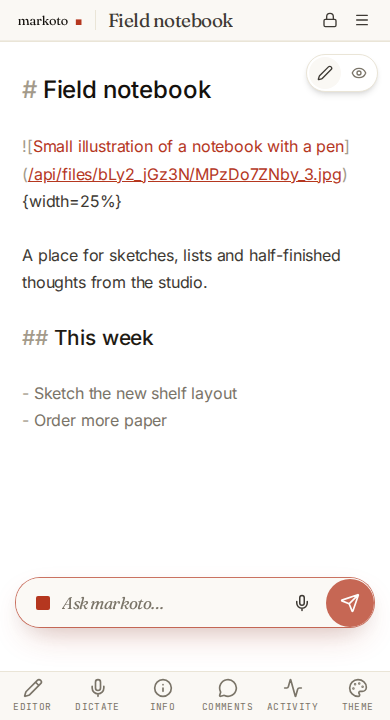 markoto
Field notebook
# Field notebook
![Small illustration of a notebook with a pen]
(/api/files/bLy2_jGz3N/MPzDo7ZNby_3.jpg)
{width=25%}
A place for sketches, lists and half-finished
thoughts from the studio.
## This week
- Sketch the new shelf layout
- Order more paper
Ask markoto...
EDITOR
DICTATE
INFO
COMMENTS
ACTIVITY
THEME